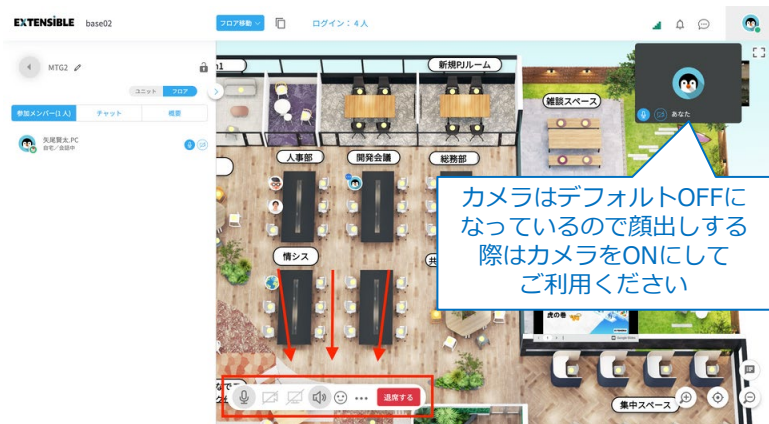 EXTENSIBLE base02
フロア移動
ログイン：4人
MTG2
ユニット フロア
参加メンバー(1人) チャット 概要
矢尾賢太.PC
自宅／会話中
新規PJルーム
雑談スペース
あなた
人事部
開発会議
総務部
カメラはデフォルトOFFに
なっているので顔出しする
際はカメラをONにして
ご利用ください
情シス
共
虎の巻
退席する
集中スペース